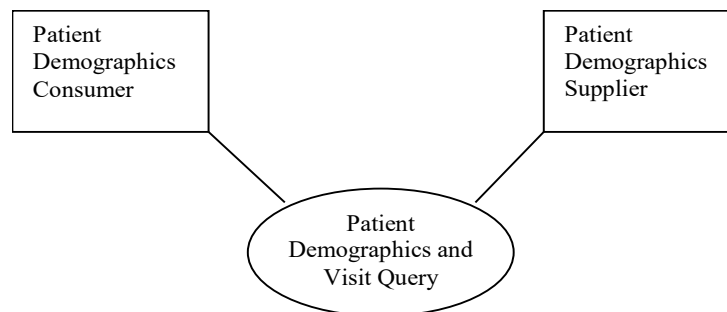 Patient
Demographics
Consumer
Patient
Demographics
Supplier
Patient
Demographics and
Visit Query